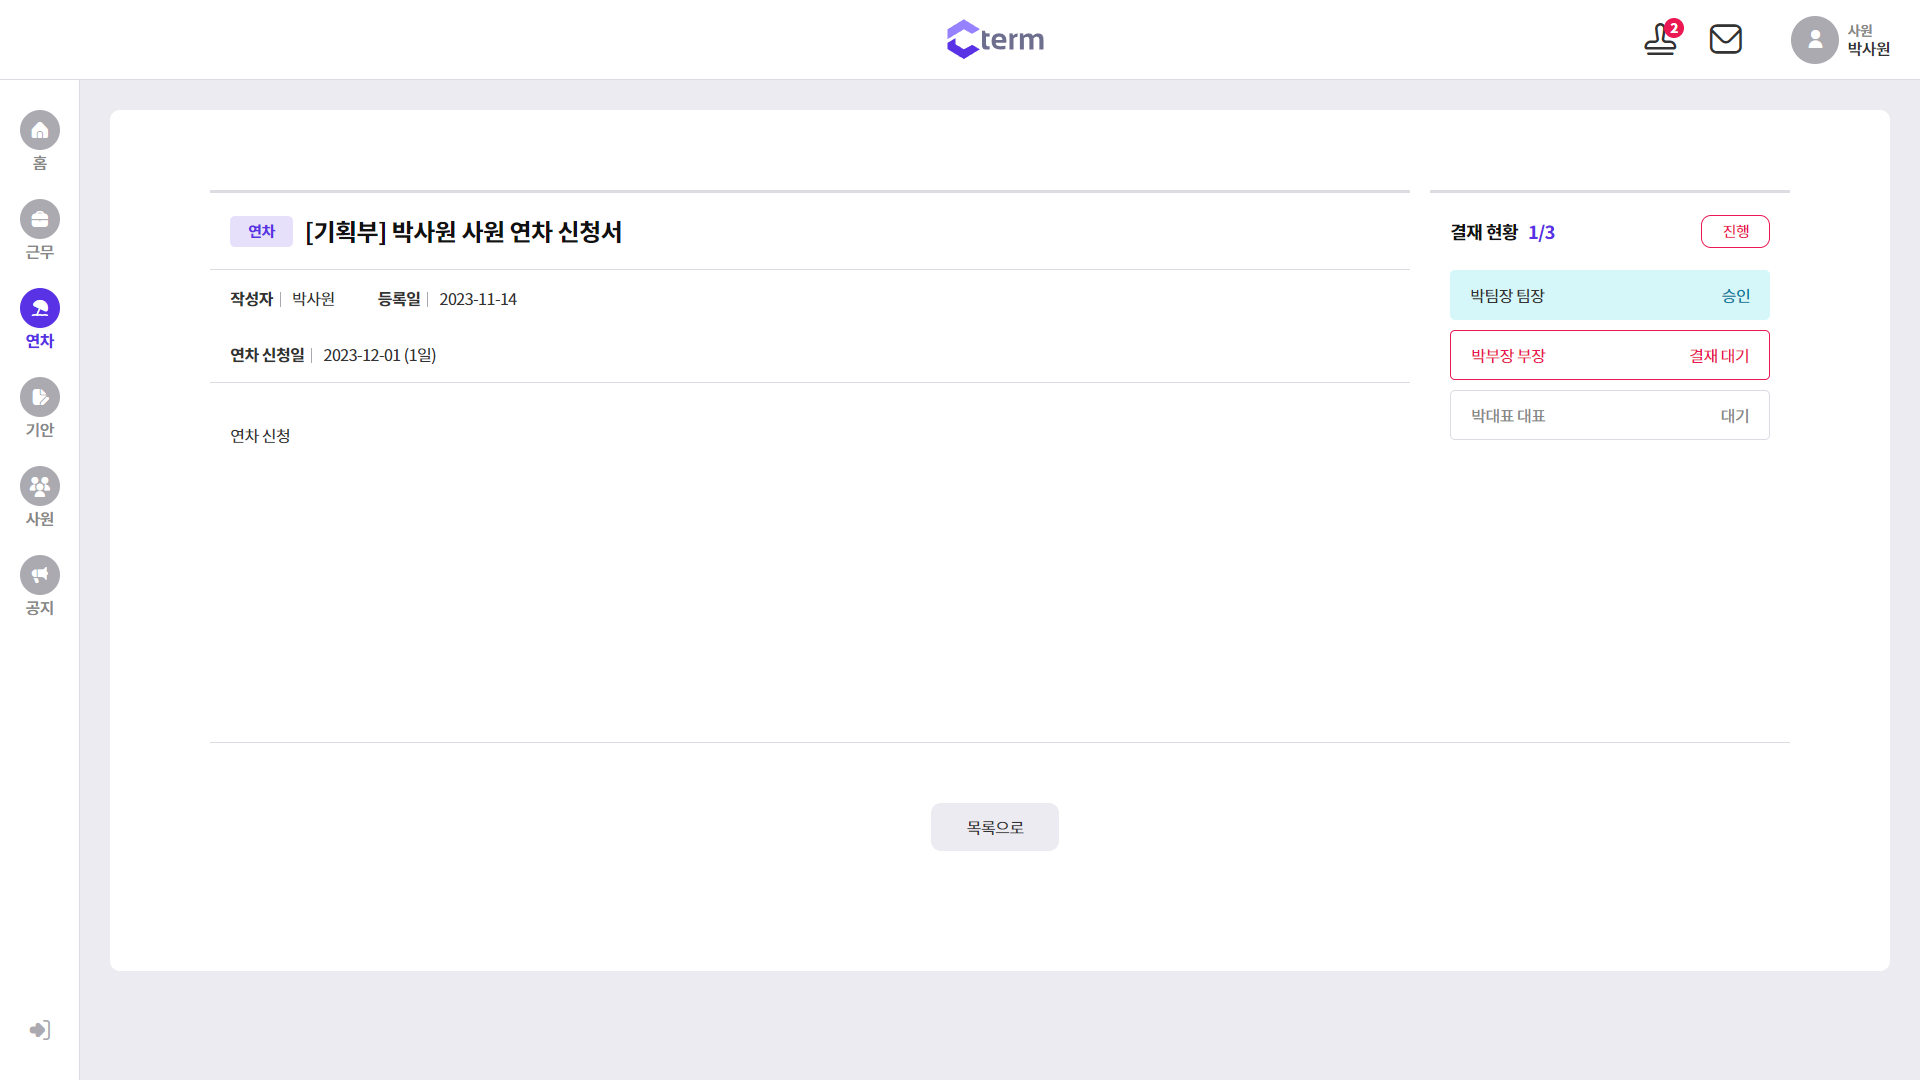 term
2
사원
박사원
홈
근무
연차
기안
사원
공지
연차 [기획부] 박사원 사원 연차 신청서
작성자 박사원 등록일 2023-11-14
연차 신청일 2023-12-01 (1일)
연차 신청
결재 현황 1/3 진행
박팀장 팀장 승인
박부장 부장 결재 대기
박대표 대표 대기
목록으로